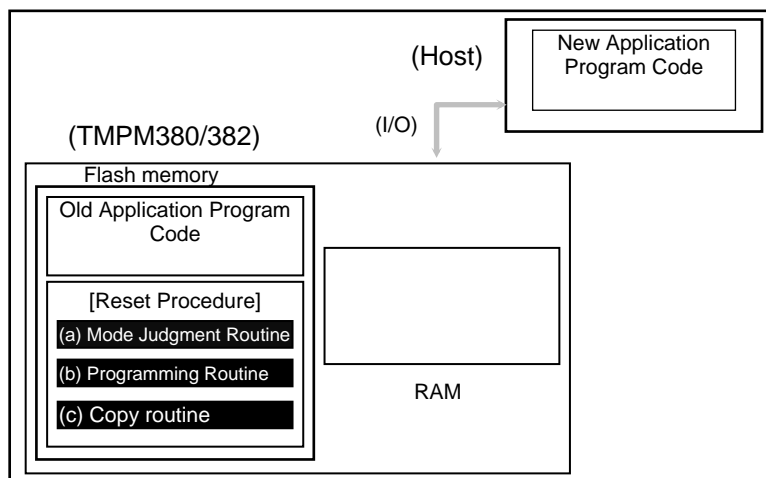 (Host)
New Application
Program Code
(I/O)
(TMPM380/382)
Flash memory
Old Application Program
Code
[Reset Procedure]
(a) Mode Judgment Routine
(b) Programming Routine
(c) Copy routine
RAM